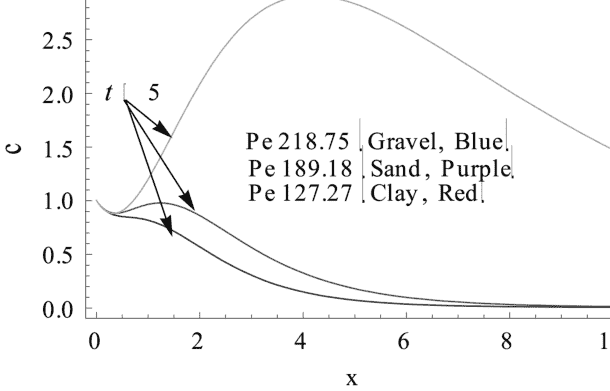 2.5
2.0
t 5
1.5
c
Pe 218.75 Gravel, Blue
Pe 189.18 Sand, Purple
Pe 127.27 Clay, Red
1.0
0.5
0.0
0 2 4 6 8 1
x